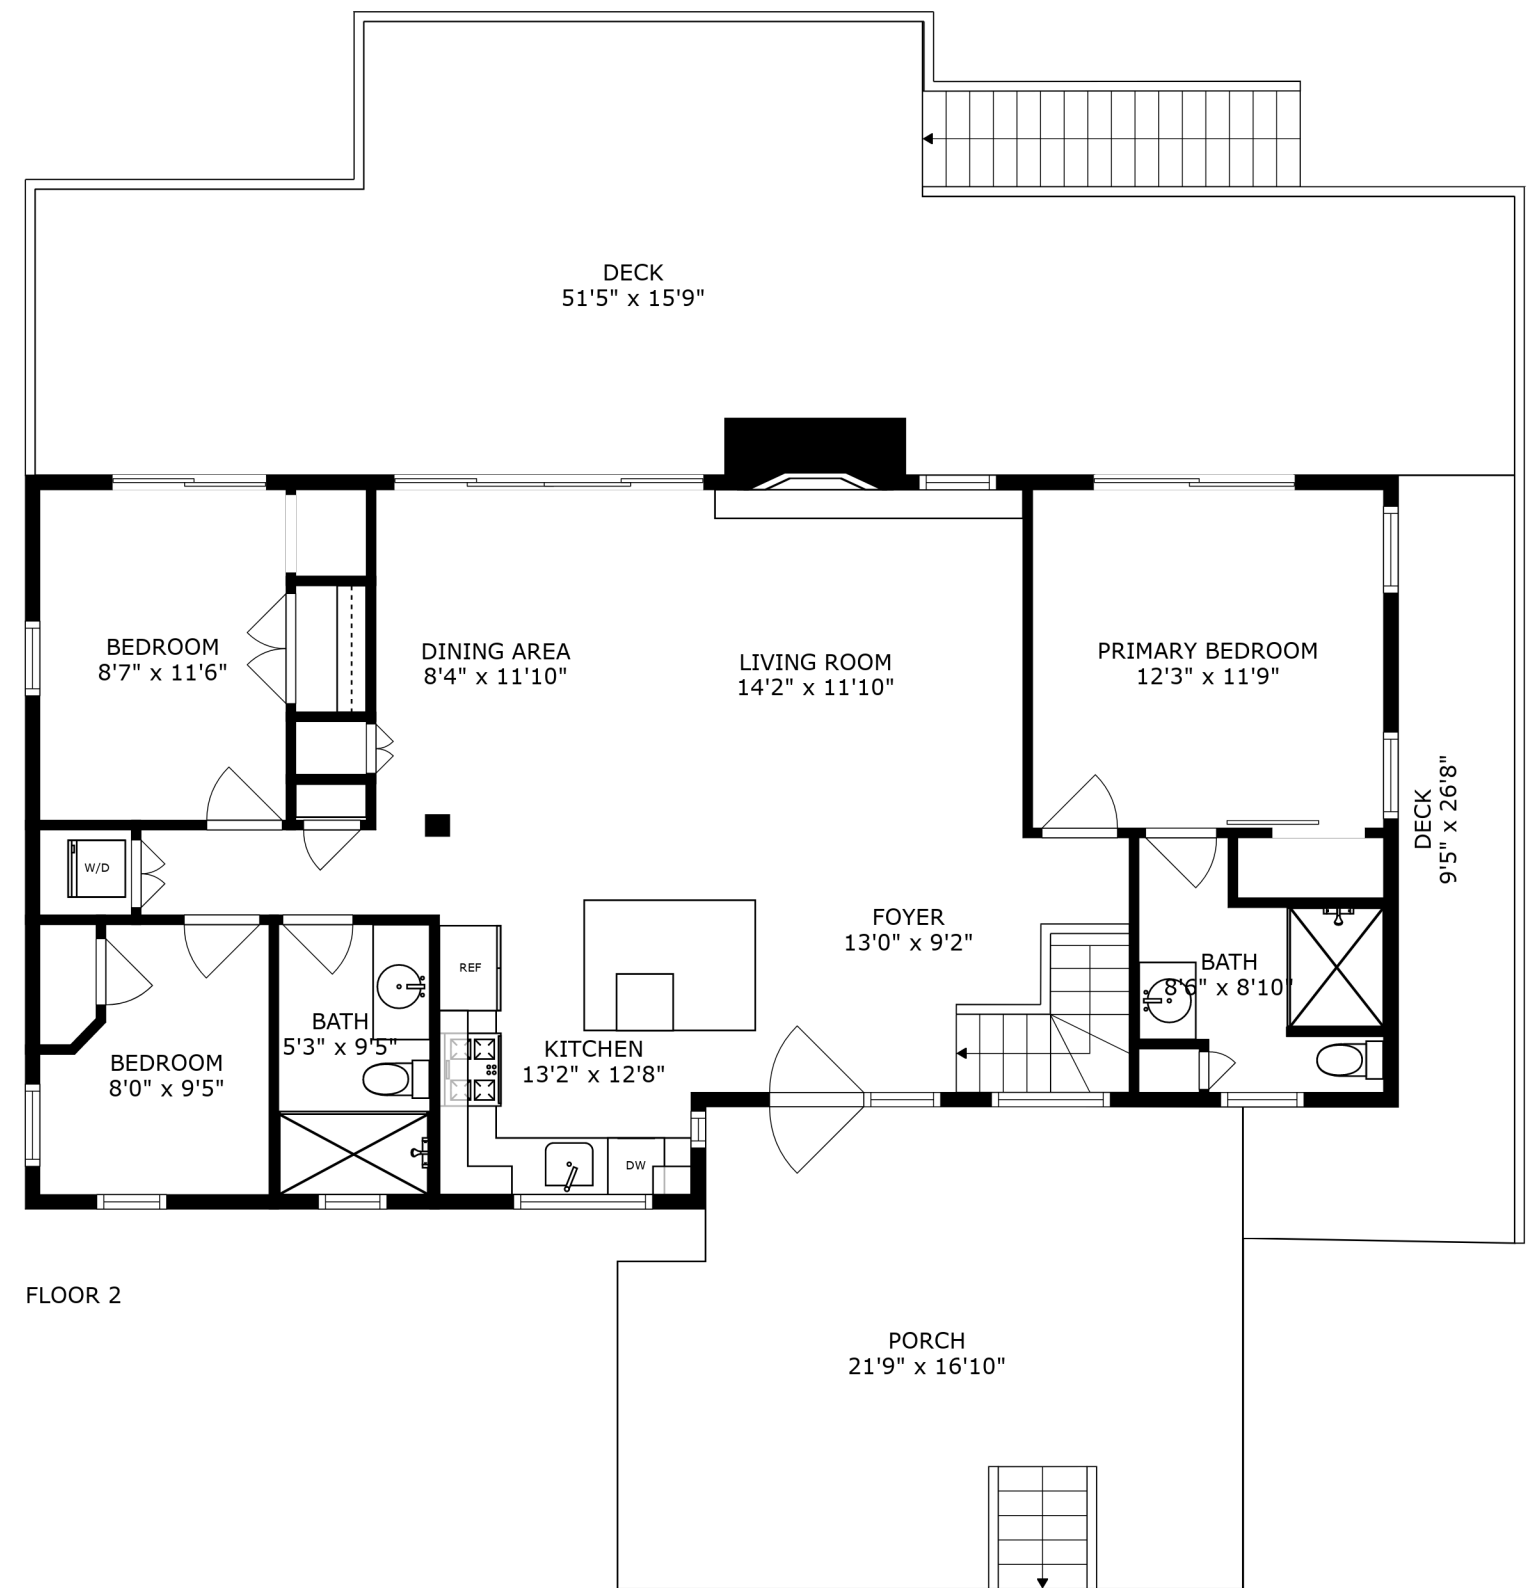 DECK
51'5" x 15'9"
BEDROOM
8'7" x 11'6"
DINING AREA
8'4" x 11'10"
LIVING ROOM
14'2" x 11'10"
PRIMARY BEDROOM
12'3" x 11'9"
DECK
9'5" x 26'8"
W/D
FOYER
13'0" x 9'2"
REF
BATH
8'6" x 8'10"
BATH
5'3" x 9'5"
BEDROOM
8'0" x 9'5"
KITCHEN
13'2" x 12'8"
DW
FLOOR 2
PORCH
21'9" x 16'10"